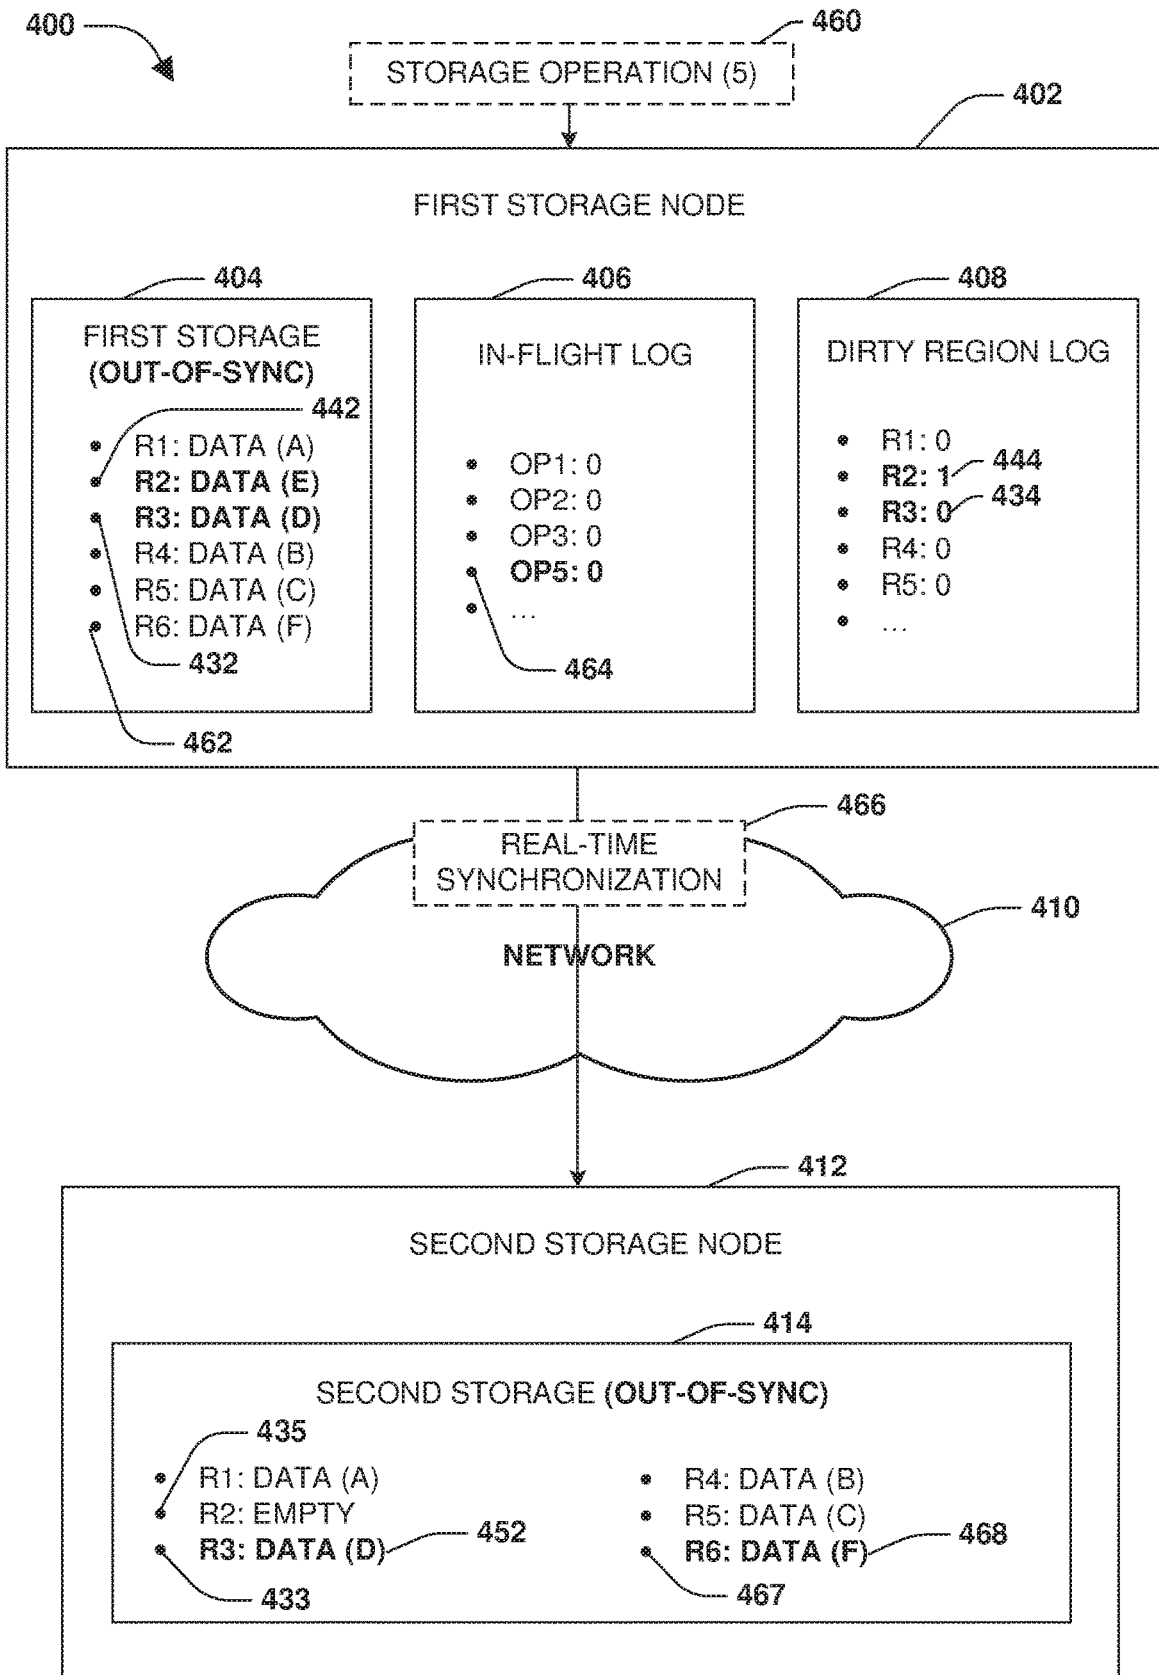 400
460
STORAGE OPERATION (5)
402
FIRST STORAGE NODE
404
FIRST STORAGE
(OUT-OF-SYNC)
442
R1: DATA (A)
R2: DATA (E)
R3: DATA (D)
R4: DATA (B)
R5: DATA (C)
R6: DATA (F)
432
462
406
IN-FLIGHT LOG
OP1: 0
OP2: 0
OP3: 0
OP5: 0
...
464
408
DIRTY REGION LOG
R1: 0
R2: 1
444
R3: 0
434
R4: 0
R5: 0
...
466
REAL-TIME
SYNCHRONIZATION
410
NETWORK
412
SECOND STORAGE NODE
414
SECOND STORAGE (OUT-OF-SYNC)
435
R1: DATA (A)
R2: EMPTY
R3: DATA (D)
452
433
R4: DATA (B)
R5: DATA (C)
R6: DATA (F)
468
467